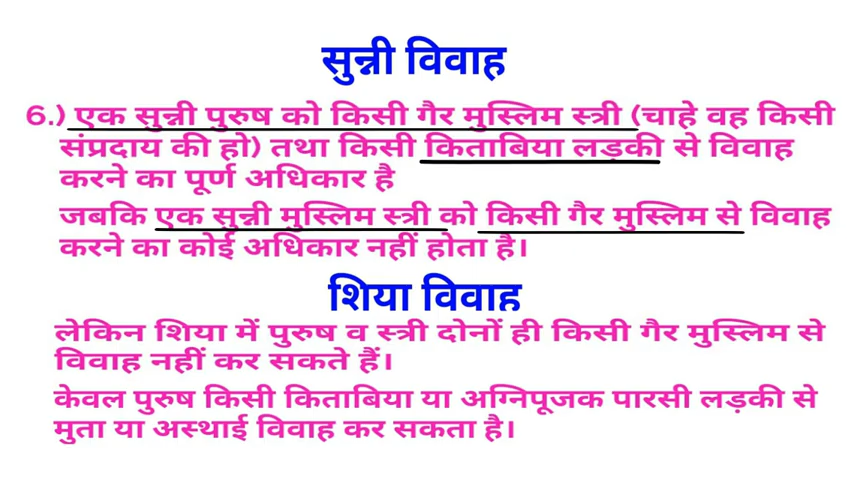 सुन्नी विवाह
6.) एक सुन्नी पुरुष को किसी गैर मुस्लिम स्त्री (चाहे वह किसी
संप्रदाय की हो) तथा किसी किताबिया लड़की से विवाह
करने का पूर्ण अधिकार है
जबकि एक सुन्नी मुस्लिम स्त्री को किसी गैर मुस्लिम से विवाह
करने का कोई अधिकार नहीं होता है।
शिया विवाह
लेकिन शिया में पुरुष व स्त्री दोनों ही किसी गैर मुस्लिम से
विवाह नहीं कर सकते हैं।
केवल पुरुष किसी किताबिया या अग्निपूजक पारसी लड़की से
मुता या अस्थाई विवाह कर सकता है।